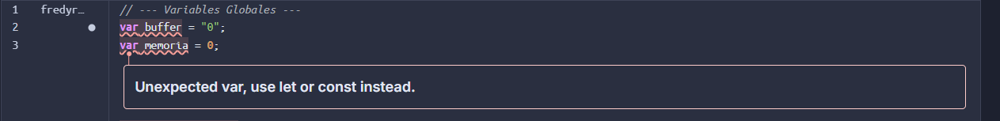 1 fredyr… // --- Variables Globales ---
2 var buffer = "0";
3 var memoria = 0;
Unexpected var, use let or const instead.